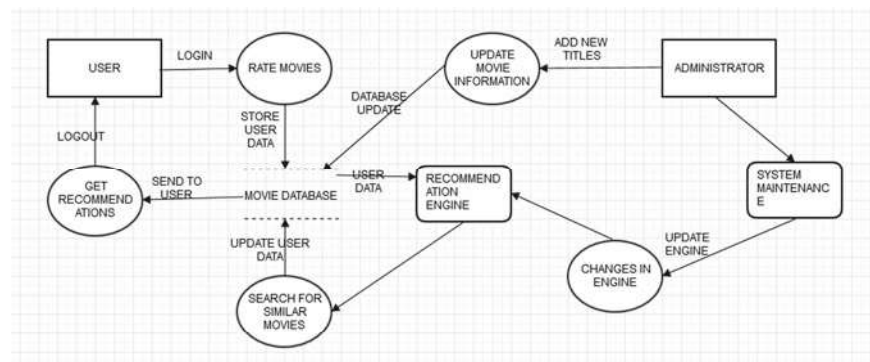 USER
LOGIN
RATE MOVIES
UPDATE
MOVIE
INFORMATION
ADD NEW
TITLES
ADMINISTRATOR
STORE
USER
DATA
DATABASE
UPDATE
LOGOUT
GET
RECOMMEND
ATIONS
SEND TO
USER
MOVIE DATABASE
USER
DATA
RECOMMEND
ATION
ENGINE
SYSTEM
MAINTENANC
E
UPDATE USER
DATA
UPDATE
ENGINE
CHANGES IN
ENGINE
SEARCH FOR
SIMILAR
MOVIES